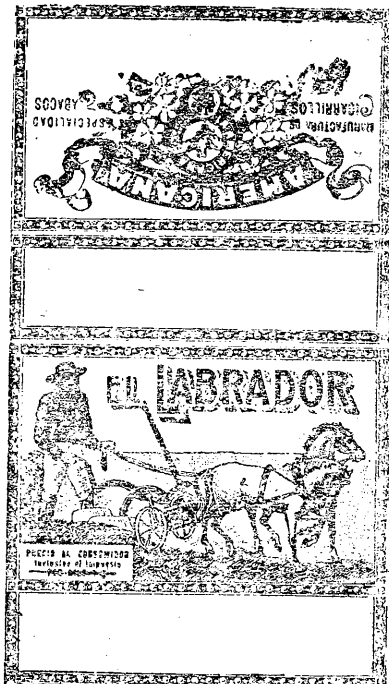 AMERICANA
MANUFACTURA DE
CIGARRILLOS
ESPECIALIDAD
TABACOS
EL LABRADOR
PRECIO AL CONSUMIDOR
incluido el Impuesto